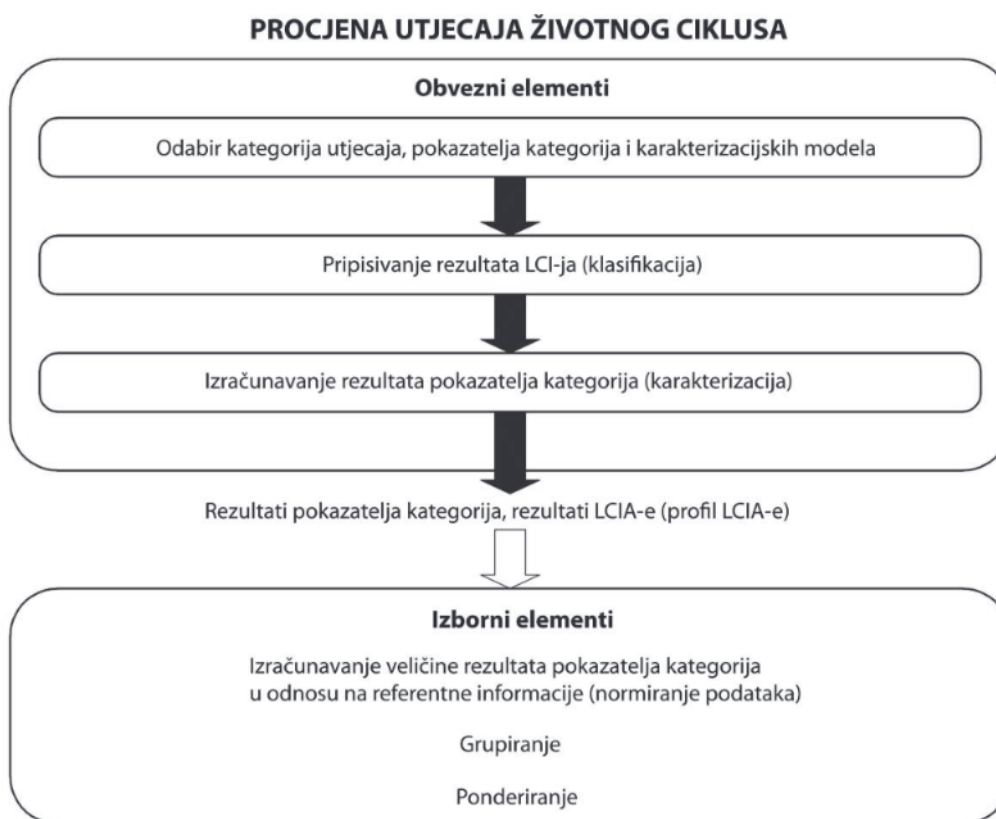 PROCJENA UTJECAJA ŽIVOTNOG CIKLUSA
Obvezni elementi
Odabir kategorija utjecaja, pokazatelja kategorija i karakterizacijskih modela
Pripisivanje rezultata LCI-ja (klasifikacija)
Izračunavanje rezultata pokazatelja kategorija (karakterizacija)
Rezultati pokazatelja kategorija, rezultati LCIA-e (profil LCIA-e)
Izborni elementi
Izračunavanje veličine rezultata pokazatelja kategorija
u odnosu na referentne informacije (normiranje podataka)
Grupiranje
Ponderiranje